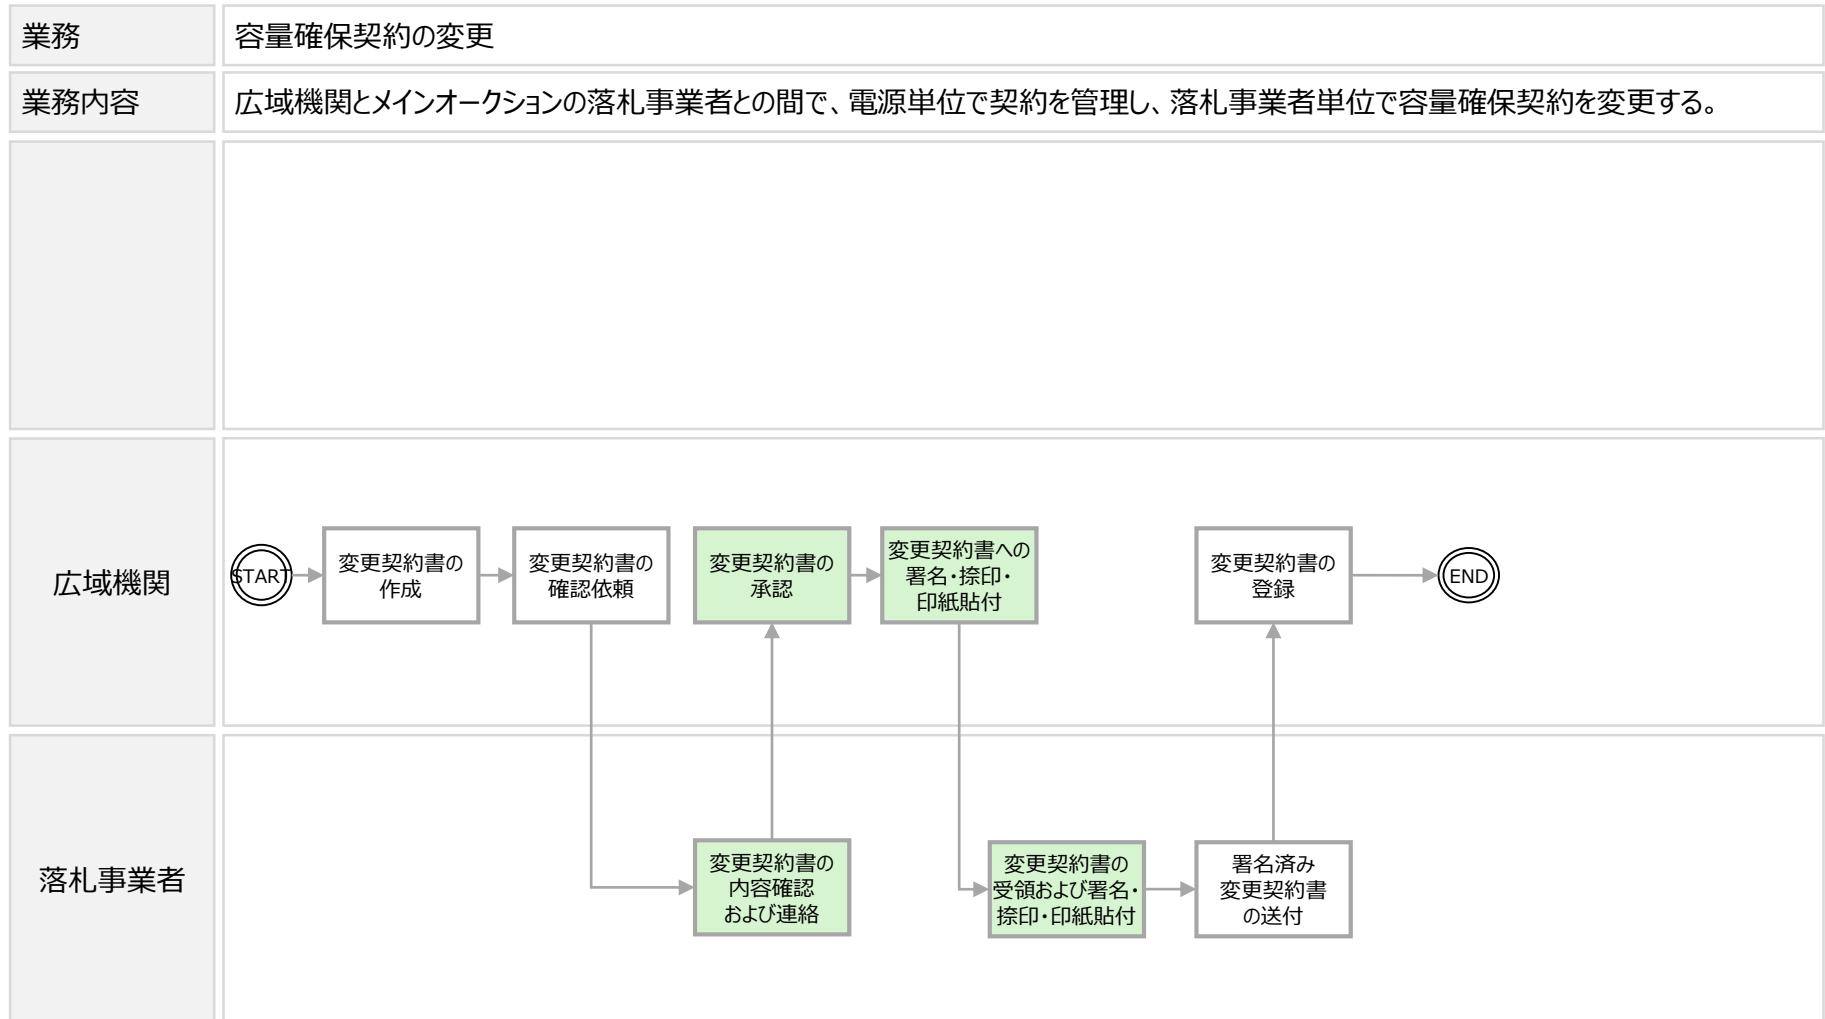 業務
容量確保契約の変更
業務内容
広域機関とメインオークションの落札事業者との間で、電源単位で契約を管理し、落札事業者単位で容量確保契約を変更する。
広域機関
START
変更契約書の
作成
変更契約書の
確認依頼
変更契約書の
承認
変更契約書への
署名・捺印・
印紙貼付
変更契約書の
登録
END
落札事業者
変更契約書の
内容確認
および連絡
変更契約書の
受領および署名・
捺印・印紙貼付
署名済み
変更契約書
の送付